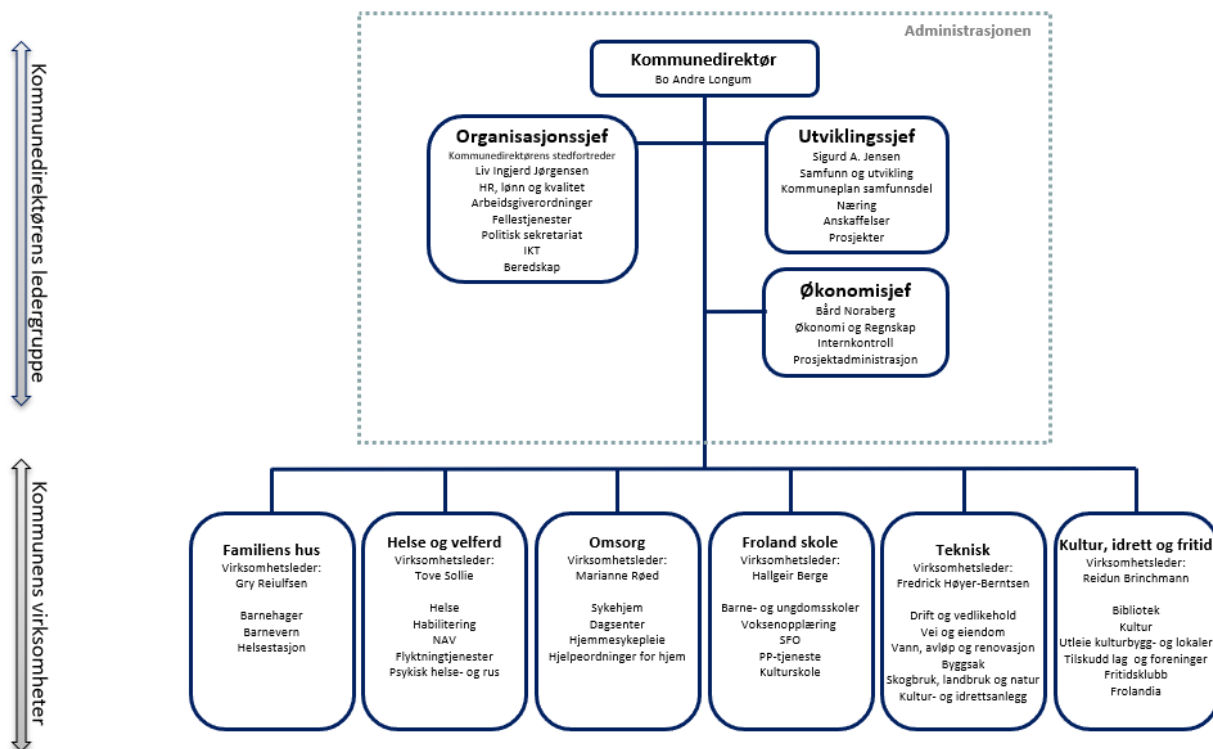 Administrasjonen
Kommunedirektørens ledergruppe
Kommunedirektør
Bo Andre Longum
Organisasjonssjef
Kommunedirektørens stedfortreder
Liv Ingjerd Jørgensen
HR, lønn og kvalitet
Arbeidsgiverordninger
Fellestjenester
Politisk sekretariat
IKT
Beredskap
Utviklingssjef
Sigurd A. Jensen
Samfunn og utvikling
Kommuneplan samfunnsdel
Næring
Anskaffelser
Prosjekter
Økonomisjef
Bård Noraberg
Økonomi og Regnskap
Internkontroll
Prosjektadministrasjon
Kommunens virksomheter
Familiens hus
Virksomhetsleder:
Gry Reiulfsen
Barnehager
Barnevern
Helsestasjon
Helse og velferd
Virksomhetsleder:
Tove Sollie
Helse
Habilitering
NAV
Flyktningtjenester
Psykisk helse- og rus
Omsorg
Virksomhetsleder:
Marianne Røed
Sykehjem
Dagsenter
Hjemmesykepleie
Hjelpeordninger for hjem
Froland skole
Virksomhetsleder:
Hallgeir Berge
Barne- og ungdomsskoler
Voksenopplæring
SFO
PP-tjeneste
Kulturskole
Teknisk
Virksomhetsleder:
Fredrick Høyer-Berntsen
Drift og vedlikehold
Vei og eiendom
Vann, avløp og renovasjon
Byggsak
Skogbruk, landbruk og natur
Kultur- og idrettsanlegg
Kultur, idrett og fritid
Virksomhetsleder:
Reidun Brinchmann
Bibliotek
Kultur
Utleie kulturbygg- og lokaler
Tilskudd lag og foreninger
Fritidsklubb
Frolandia